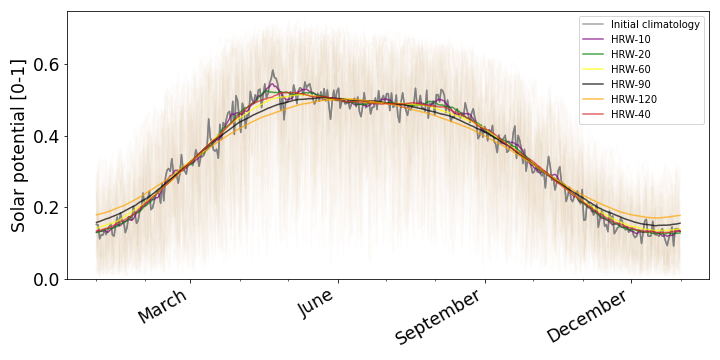 Solar potential [0-1]
0.6
0.4
0.2
0.0
March
June
September
December
Initial climatology
HRW-10
HRW-20
HRW-60
HRW-90
HRW-120
HRW-40